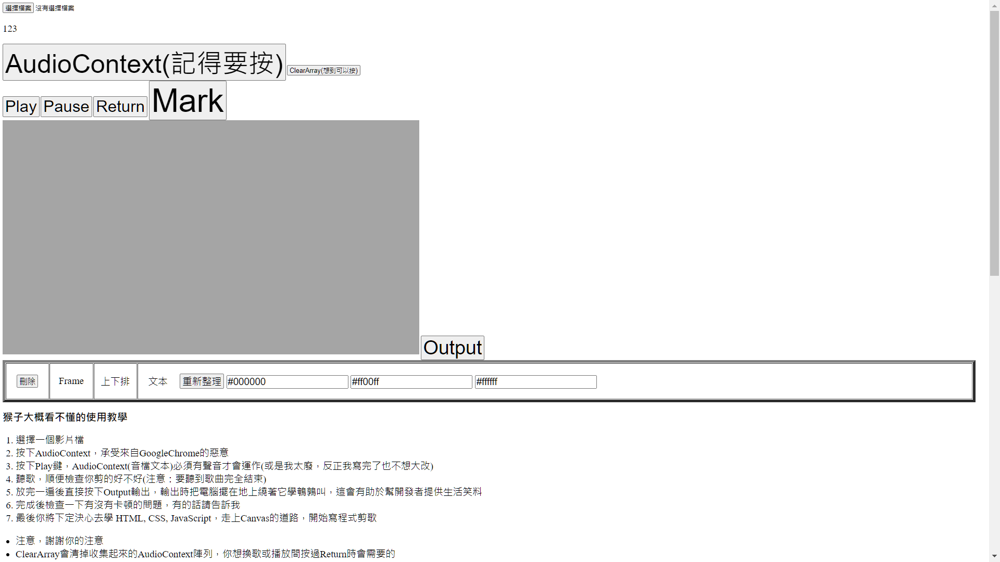 選擇檔案 沒有選擇檔案
123
AudioContext(記得要按) ClearArray(想到可以按)
Play Pause Return Mark
Output
刪除 Frame 上下排 文本 重新整理 #000000 #ff00ff #ffffff
猴子大概看不懂的使用教學
1. 選擇一個影片檔
2. 按下AudioContext，承受來自GoogleChrome的惡意
3. 按下Play鍵，AudioContext(音檔文本)必須有聲音才會運作(或是我太廢，反正我寫完了也不想大改)
4. 聽歌，順便檢查你剪的好不好(注意：要聽到歌曲完全結束)
5. 放完一遍後直接按下Output輸出，輸出時把電腦擺在地上繞著它學鵪鶉叫，這會有助於幫開發者提供生活笑料
6. 完成後檢查一下有沒有卡頓的問題，有的話請告訴我
7. 最後你將下定決心去學 HTML, CSS, JavaScript，走上Canvas的道路，開始寫程式剪歌
• 注意，謝謝你的注意
• ClearArray會清掉收集起來的AudioContext陣列，你想換歌或播放間按過Return時會需要的